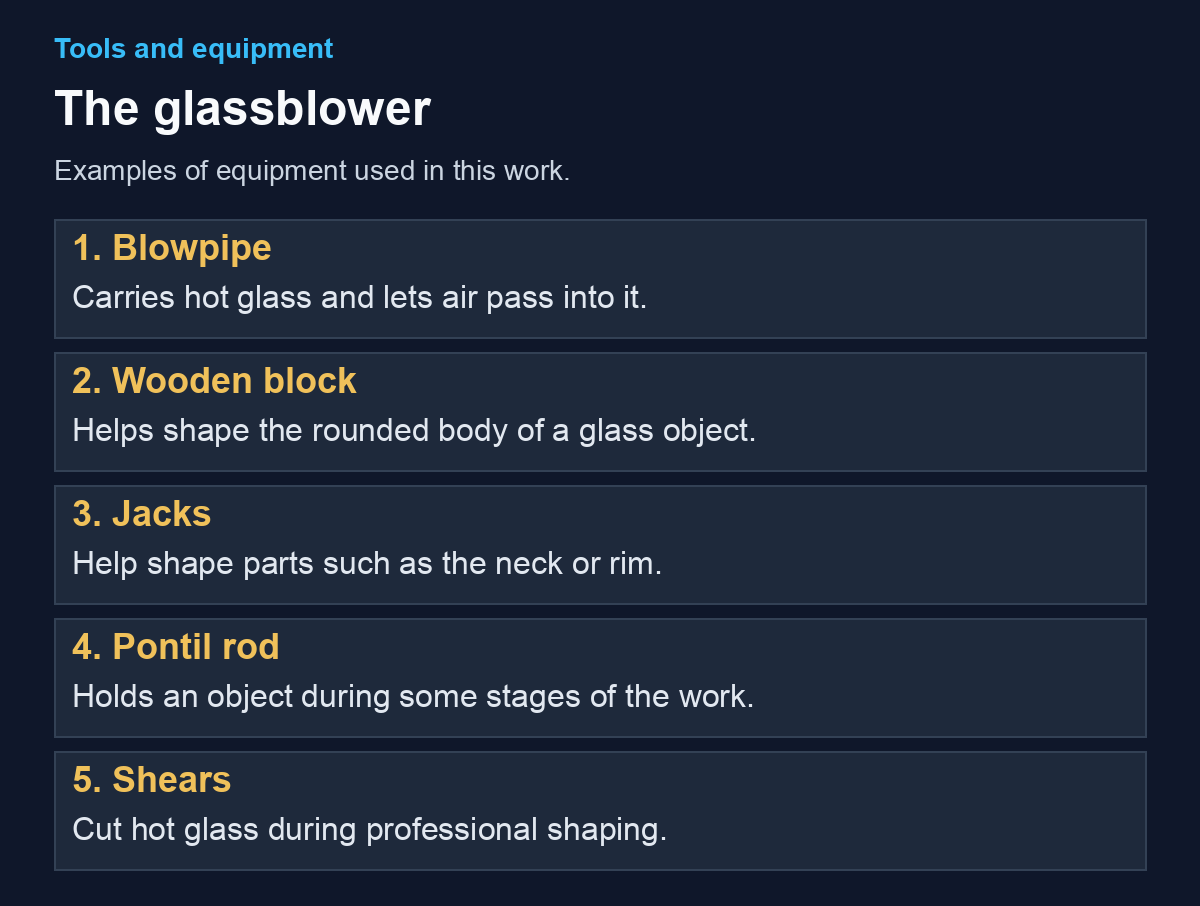 Tools and equipment
The glassblower
Examples of equipment used in this work.
1. Blowpipe
Carries hot glass and lets air pass into it.
2. Wooden block
Helps shape the rounded body of a glass object.
3. Jacks
Help shape parts such as the neck or rim.
4. Pontil rod
Holds an object during some stages of the work.
5. Shears
Cut hot glass during professional shaping.